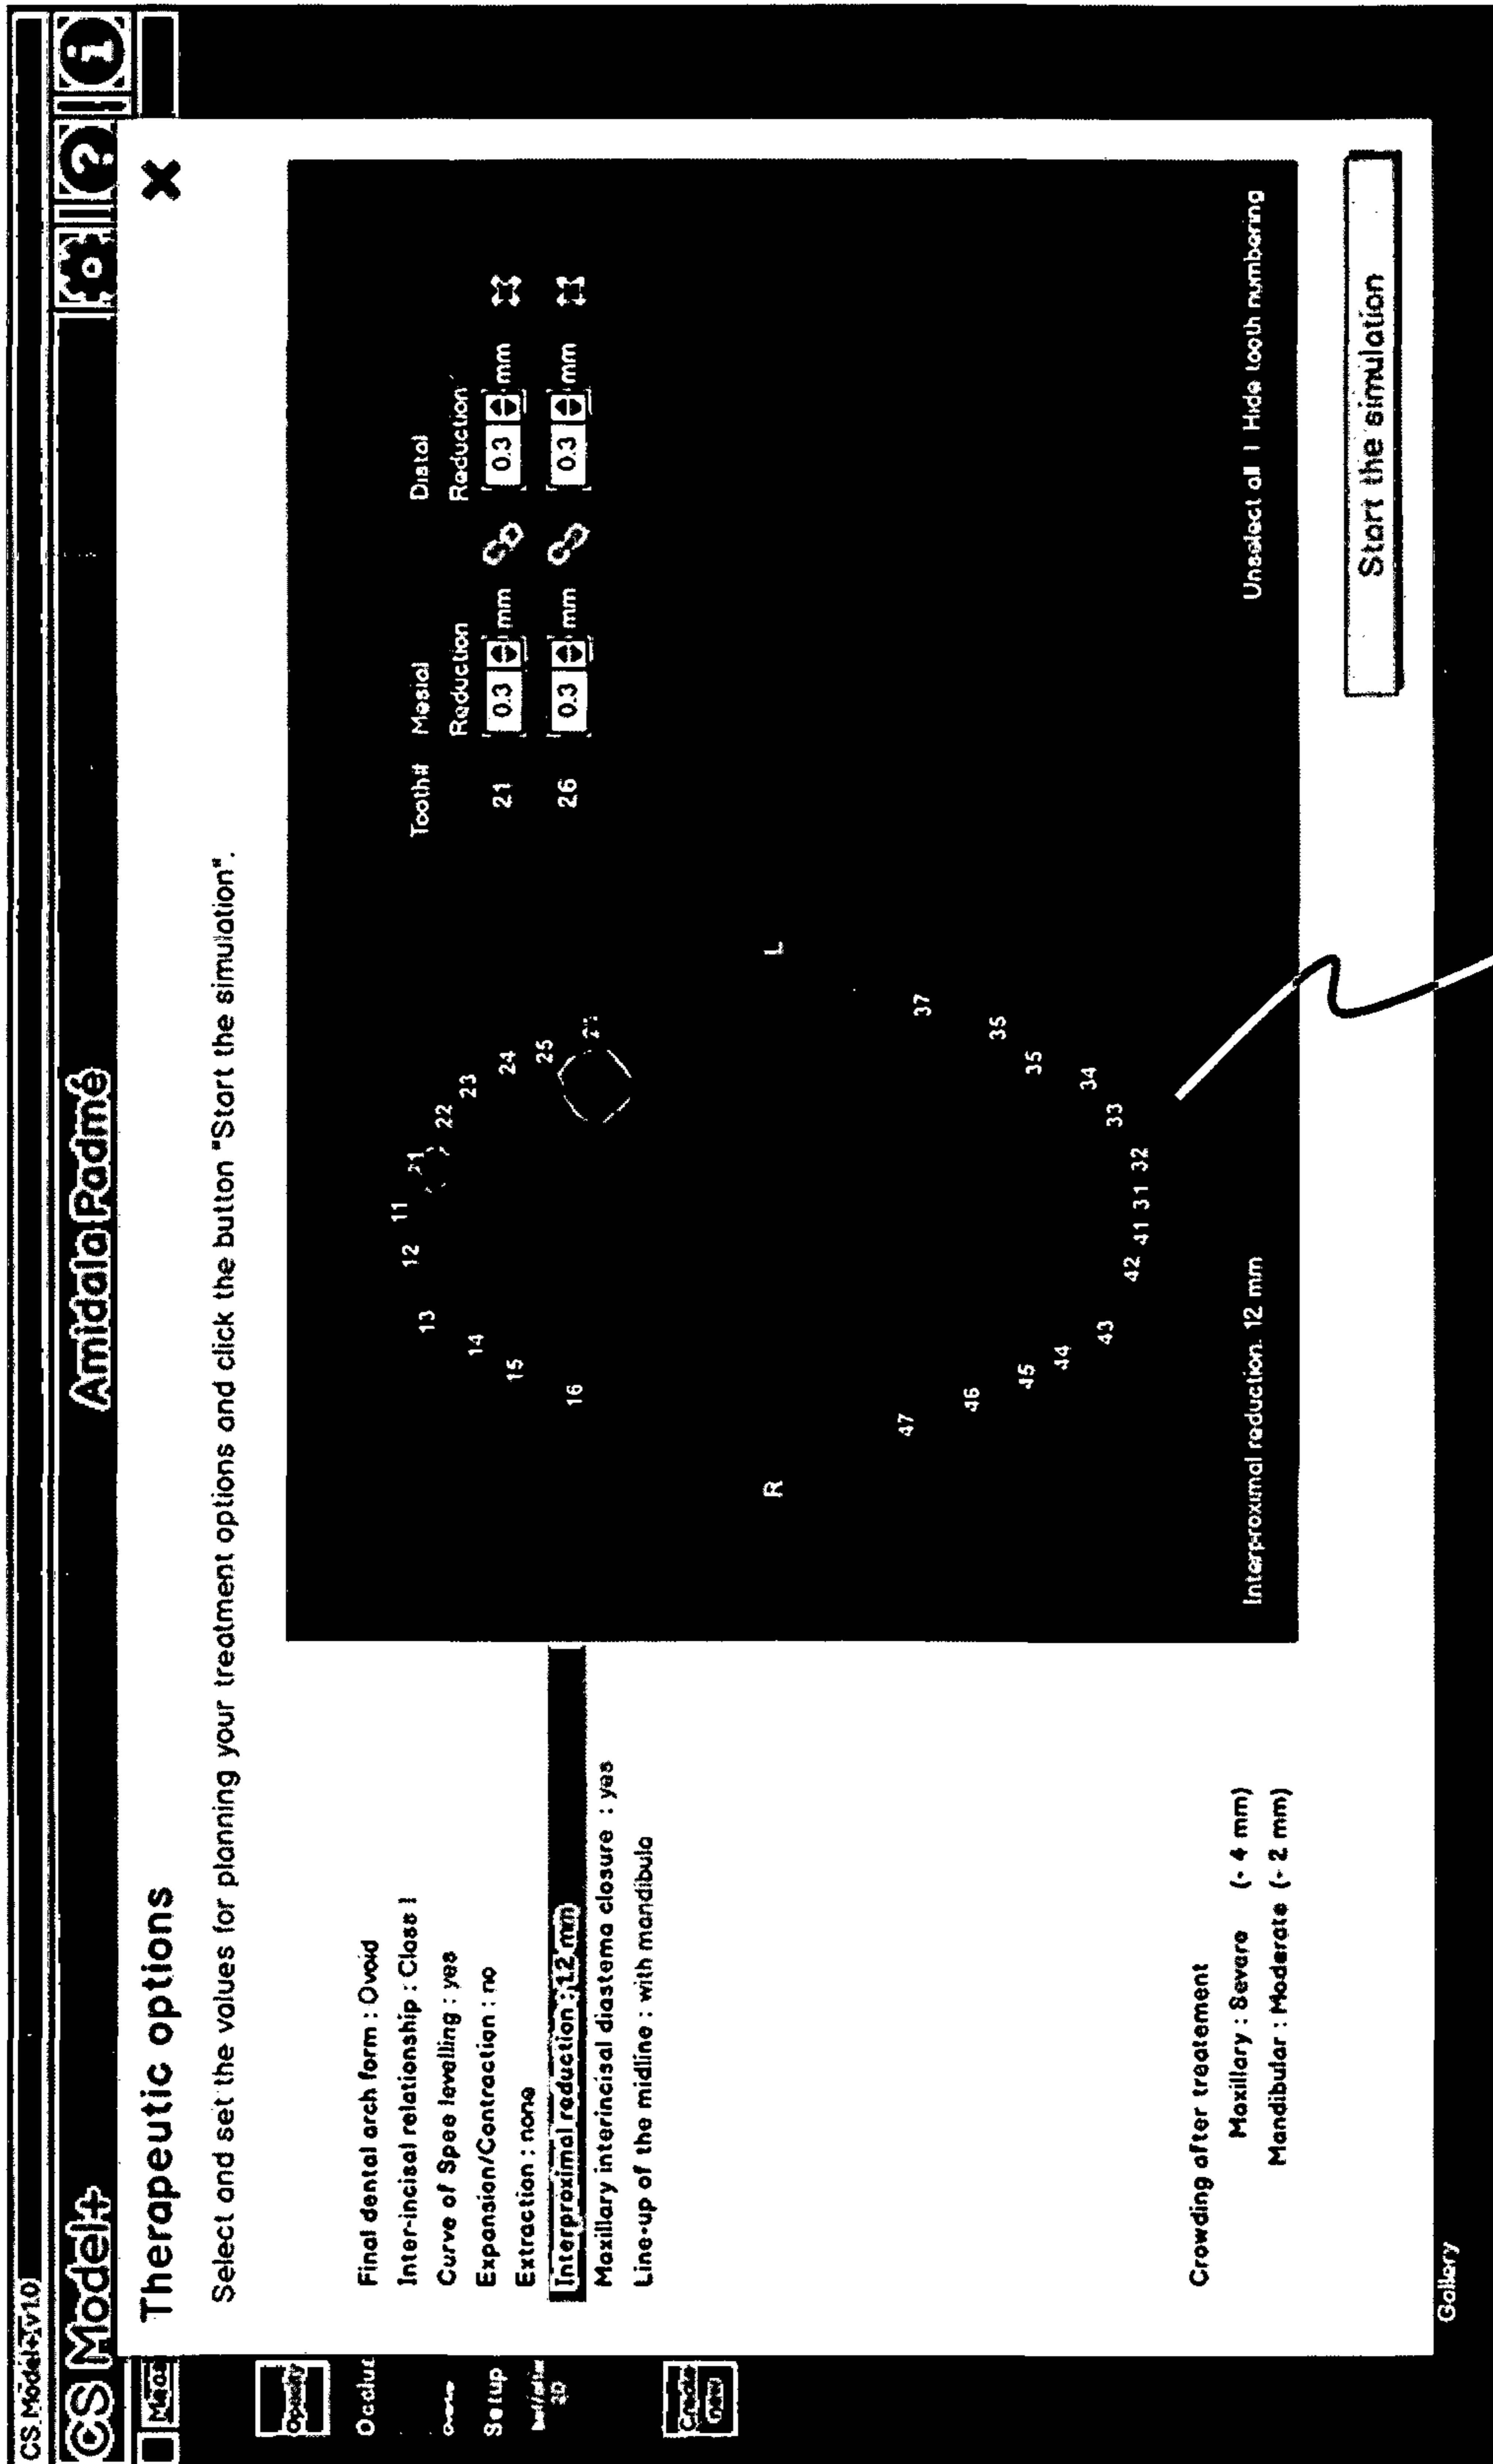 CS Model+ v1.0
CS Model+
Amidala Padmé
?
i
Therapeutic options
Select and set the values for planning your treatment options and click the button "Start the simulation".
Final dental arch form : Ovoid
Inter-incisal relationship : Class I
Curve of Spee levelling : yes
Expansion/Contraction : no
Extraction : none
Interproximal reduction : 1.2 mm
Maxillary interincisal diastema closure : yes
Line-up of the midline : with mandibula
Crowding after treatement
Maxillary : Severe (- 4 mm)
Mandibular : Moderate (- 2 mm)
13 12 11 21 22 23
14 24
15 25
16
R L
47 37
46 36
45 35
44 34
43 33
42 41 31 32
Tooth# Mesial Distal
Reduction Reduction
21 0.3 mm 0.3 mm
26 0.3 mm 0.3 mm
Interproximal reduction. 12 mm
Unselect all | Hide tooth numbering
Start the simulation
Occlus
Setup
3D
Create
new
Gallery